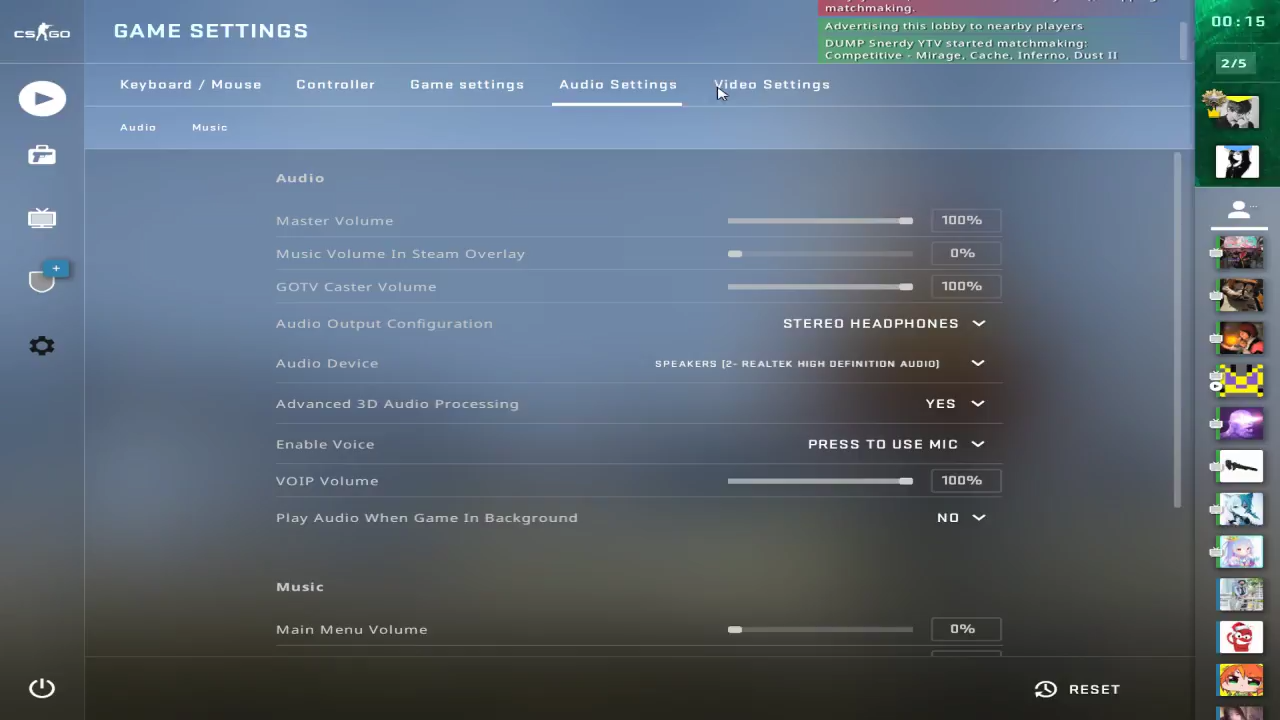 CS GO
GAME SETTINGS
matchmaking.
Advertising this lobby to nearby players
DUMP Snerdy YTV started matchmaking:
Competitive - Mirage, Cache, Inferno, Dust II
00:15
2/5
Keyboard / Mouse
Controller
Game settings
Audio Settings
Video Settings
Audio
Music
Audio
Master Volume
100%
Music Volume In Steam Overlay
0%
GOTV Caster Volume
100%
Audio Output Configuration
STEREO HEADPHONES
Audio Device
SPEAKERS (2- REALTEK HIGH DEFINITION AUDIO)
Advanced 3D Audio Processing
YES
Enable Voice
PRESS TO USE MIC
VOIP Volume
100%
Play Audio When Game In Background
NO
Music
Main Menu Volume
0%
RESET